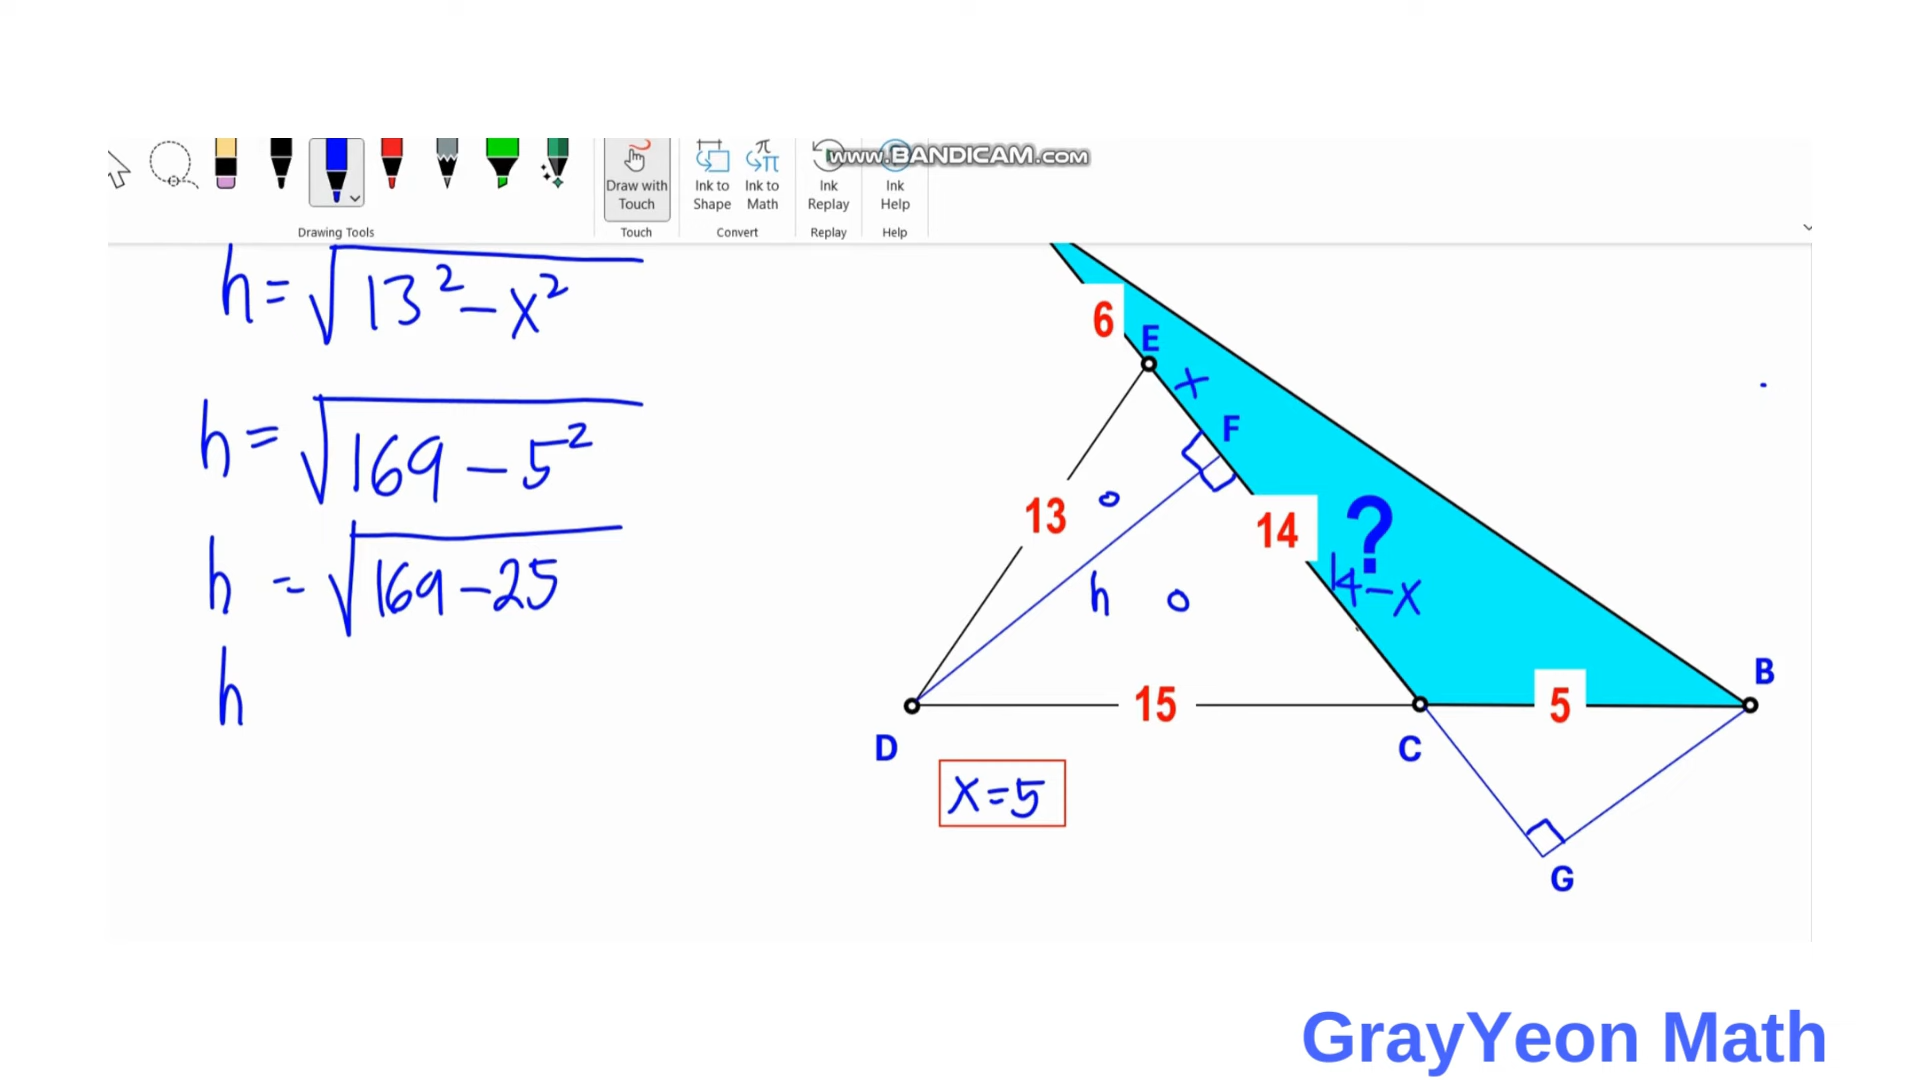 www.BANDICAM.com
Draw with Touch
Ink to Shape
Ink to Math
Ink Replay
Ink Help
Drawing Tools
Touch
Convert
Replay
Help
h = √13² - x²
h = √169 - 5²
h = √169 - 25
h
6
E
x
F
13
14
?
14 - x
h
B
15
5
D
C
x = 5
G
GrayYeon Math